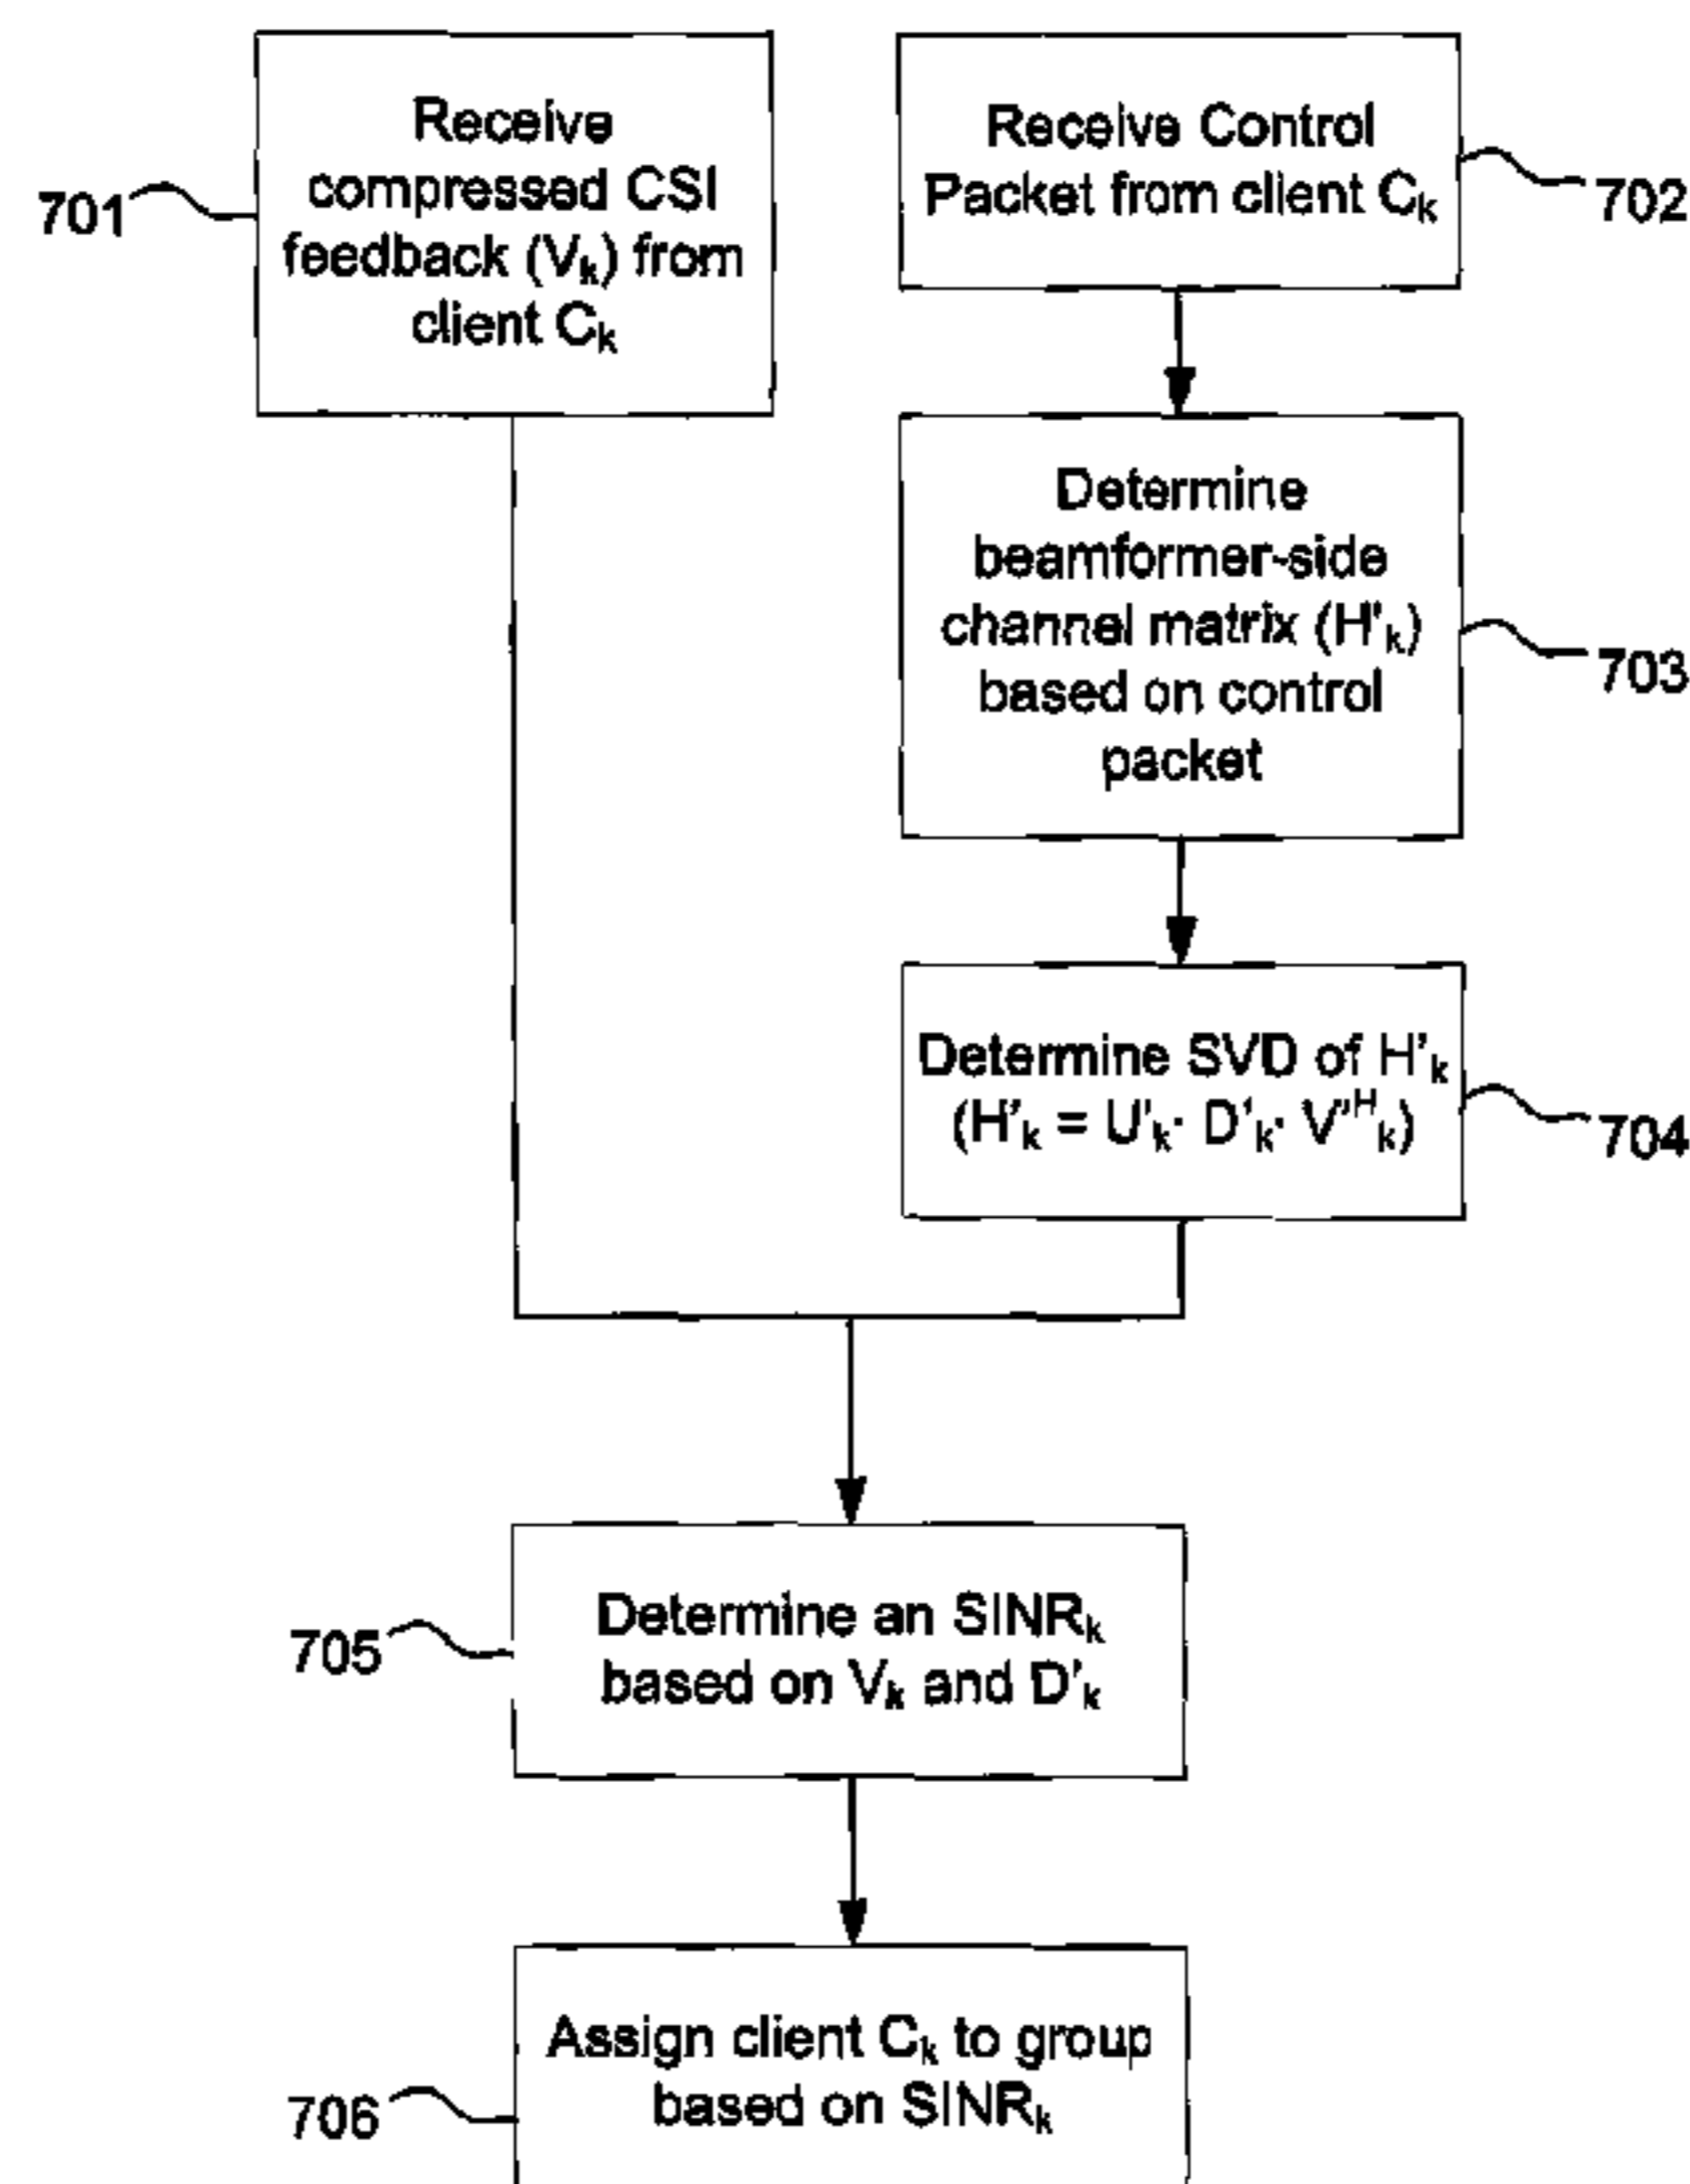 Receive
compressed CSI
feedback (Vk) from
client Ck
701
Receive Control
Packet from client Ck
702
Determine
beamformer-side
channel matrix (H'k)
based on control
packet
703
Determine SVD of H'k
(H'k = U'k· D'k· V'Hk)
704
Determine an SINRk
based on Vk and D'k
705
Assign client Ck to group
based on SINRk
706